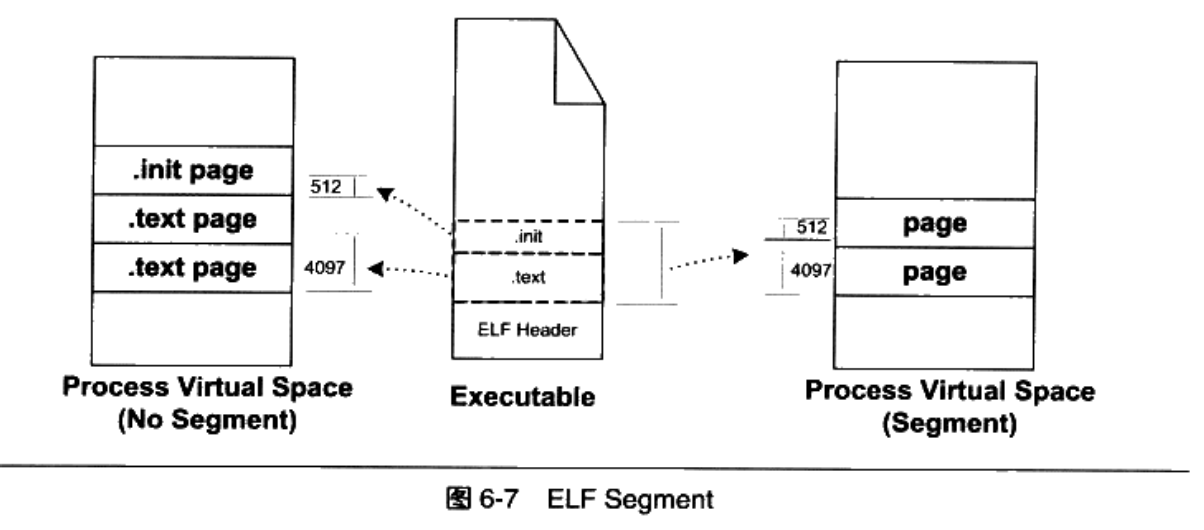 .init page
.text page
.text page
512
4097
Process Virtual Space
(No Segment)
.init
.text
ELF Header
Executable
512
4097
page
page
Process Virtual Space
(Segment)
图 6-7 ELF Segment